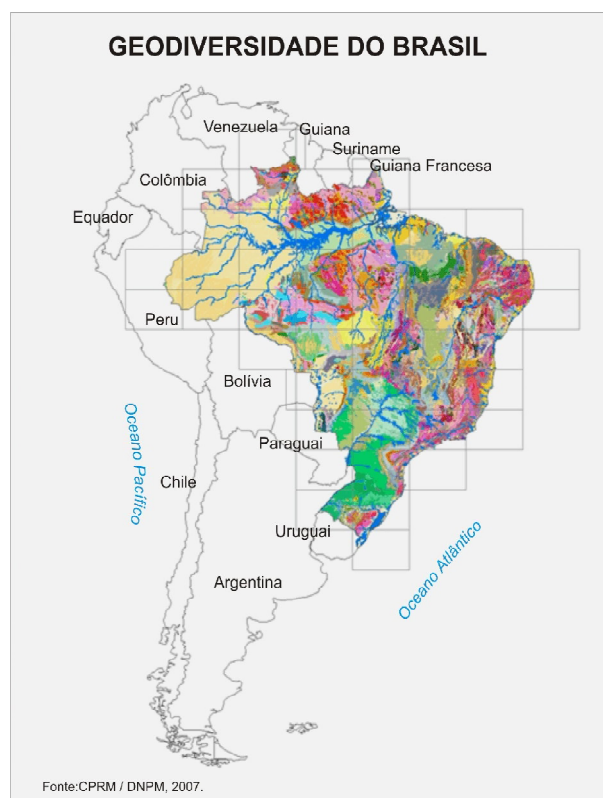 GEODIVERSIDADE DO BRASIL
Venezuela
Guiana
Suriname
Guiana Francesa
Colômbia
Equador
Peru
Bolívia
Oceano Pacífico
Paraguai
Chile
Uruguai
Oceano Atlântico
Argentina
Fonte:CPRM / DNPM, 2007.